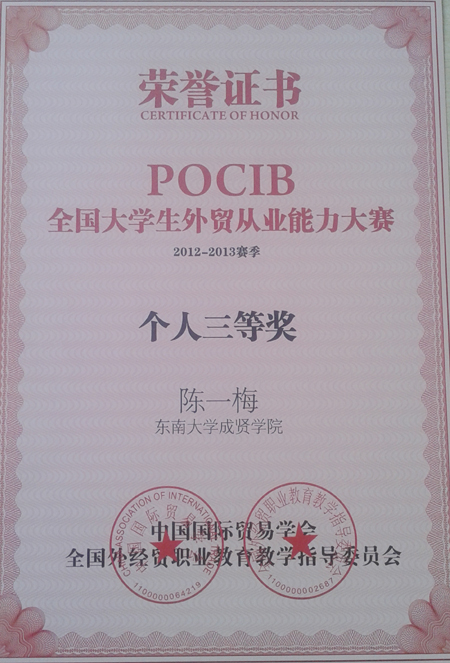 荣誉证书
CERTIFICATE OF HONOR
POCIB
全国大学生外贸从业能力大赛
2012-2013赛季
个人三等奖
陈一梅
东南大学成贤学院
中国国际贸易学会
全国外经贸职业教育教学指导委员会
1100000064219
1100000002687